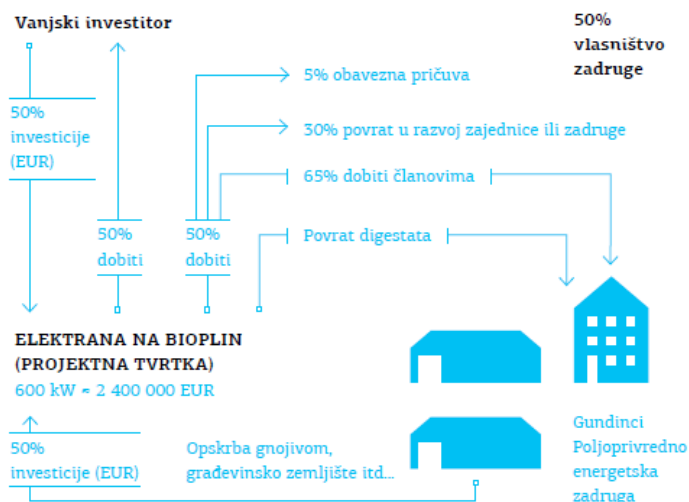 Vanjski investitor
50%
vlasništvo
zadruge
5% obavezna pričuva
50%
investicije
(EUR)
30% povrat u razvoj zajednice ili zadruge
65% dobiti članovima
50%
dobiti
50%
dobiti
Povrat digestata
ELEKTRANA NA BIOPLIN
(PROJEKTNA TVRTKA)
600 kW ≈ 2 400 000 EUR
50%
investicije (EUR)
Opskrba gnojivom,
građevinsko zemljište itd...
Gundinci
Poljoprivredno
energetska
zadruga